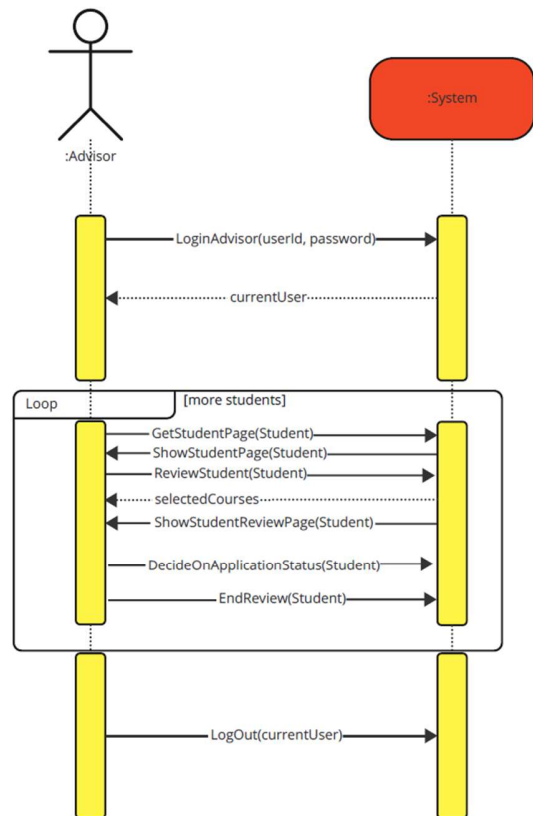 :System
:Advisor
LoginAdvisor(userId, password)
currentUser
Loop
[more students]
GetStudentPage(Student)
ShowStudentPage(Student)
ReviewStudent(Student)
selectedCourses
ShowStudentReviewPage(Student)
DecideOnApplicationStatus(Student)
EndReview(Student)
LogOut(currentUser)